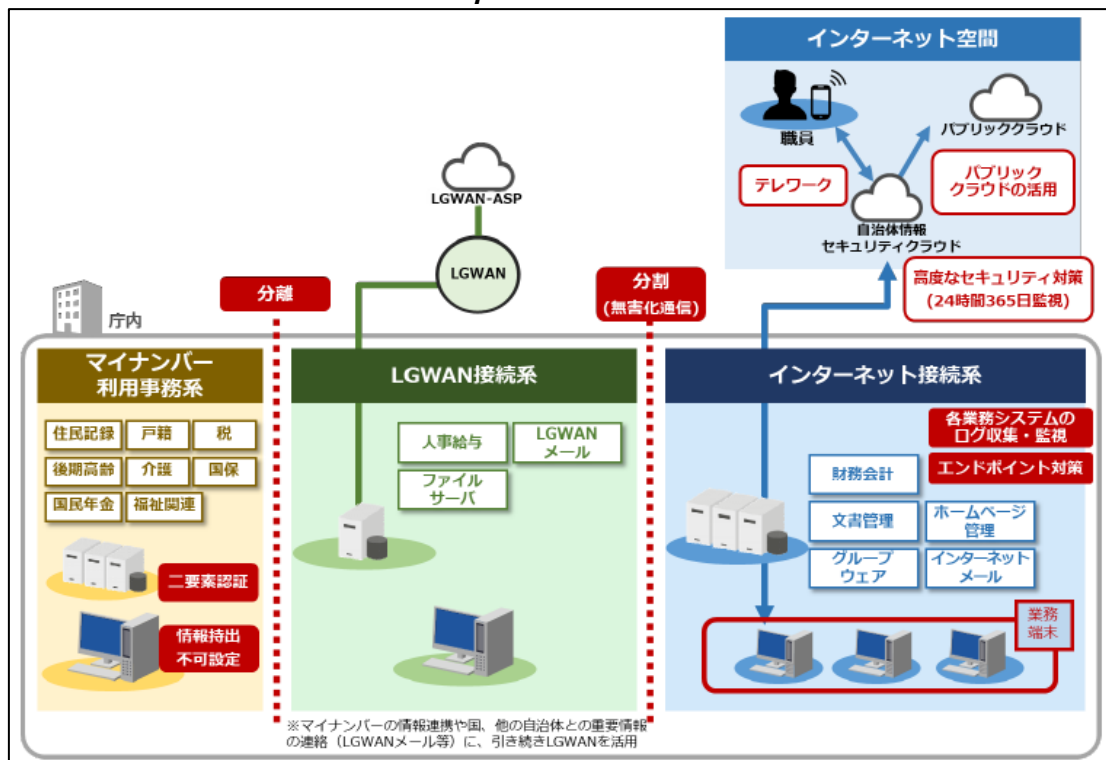 インターネット空間
職員
パブリッククラウド
テレワーク
パブリック
クラウドの活用
自治体情報
セキュリティクラウド
LGWAN-ASP
LGWAN
高度なセキュリティ対策
(24時間365日監視)
分離
分割
(無害化通信)
庁内
マイナンバー
利用事務系
住民記録
戸籍
税
後期高齢
介護
国保
国民年金
福祉関連
二要素認証
情報持出
不可設定
LGWAN接続系
人事給与
LGWAN
メール
ファイル
サーバ
インターネット接続系
各業務システムの
ログ収集・監視
エンドポイント対策
財務会計
文書管理
ホームページ
管理
グループ
ウェア
インターネット
メール
業務
端末
※マイナンバーの情報連携や国、他の自治体との重要情報
の連絡（LGWANメール等）に、引き続きLGWANを活用